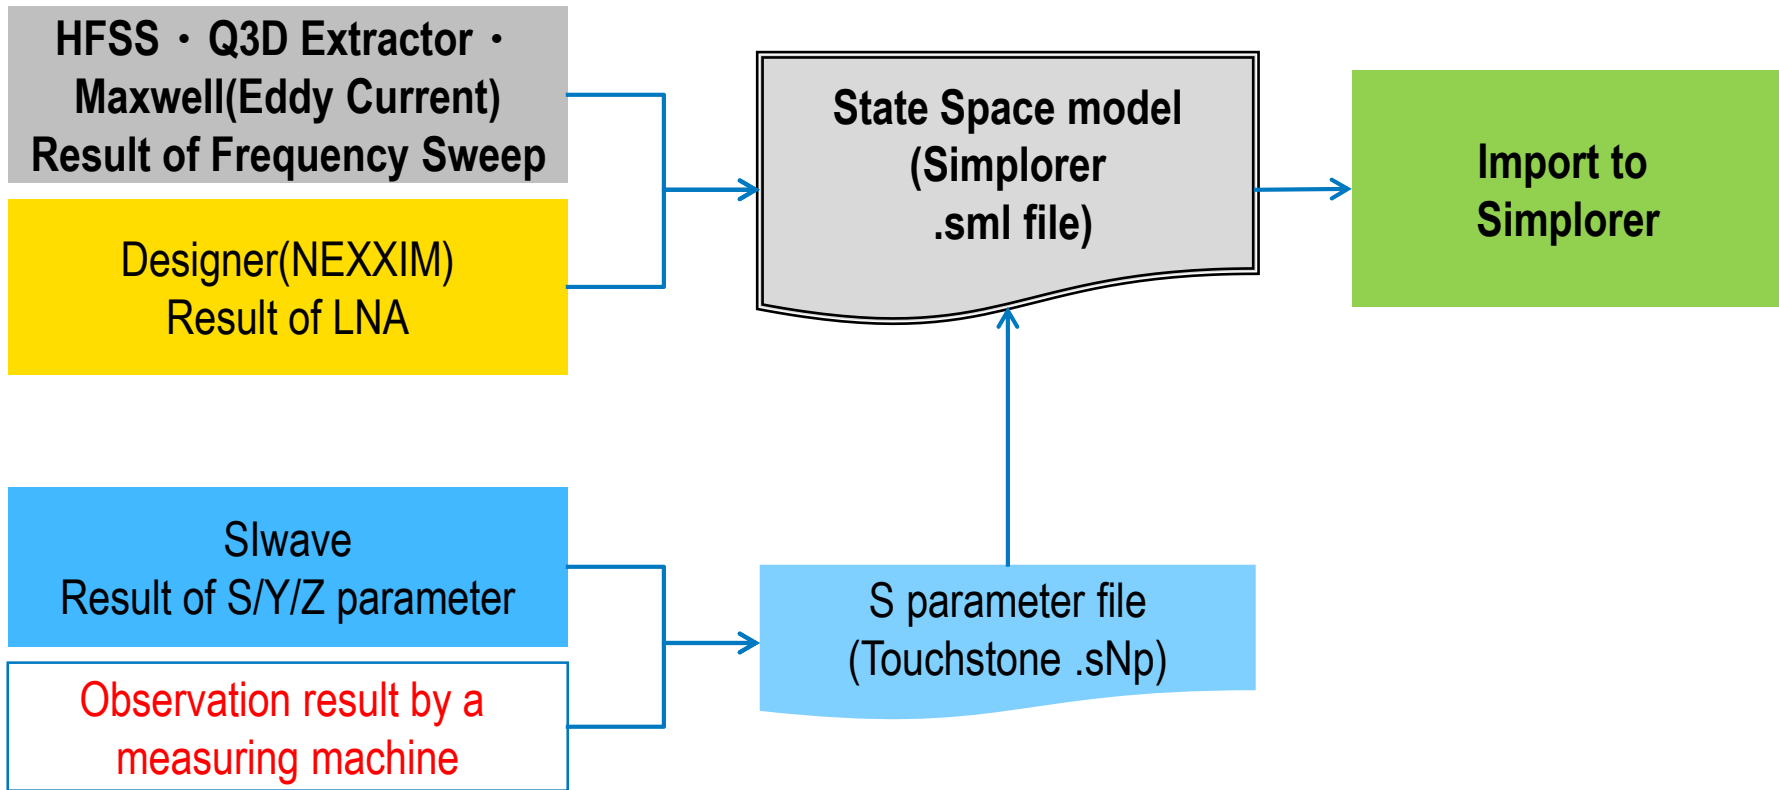 HFSS・Q3D Extractor・
Maxwell(Eddy Current)
Result of Frequency Sweep
Designer(NEXXIM)
Result of LNA
State Space model
(Simplorer
.sml file)
Import to
Simplorer
SIwave
Result of S/Y/Z parameter
Observation result by a
measuring machine
S parameter file
(Touchstone .sNp)